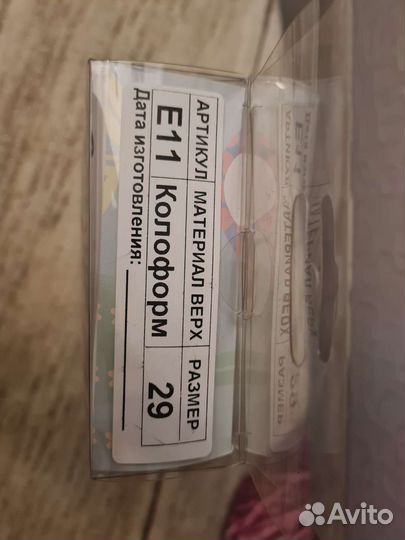 АРТИКУЛ МАТЕРИАЛ ВЕРХ РАЗМЕР
Е11 Колоформ 29
Дата изготовления:
Avito